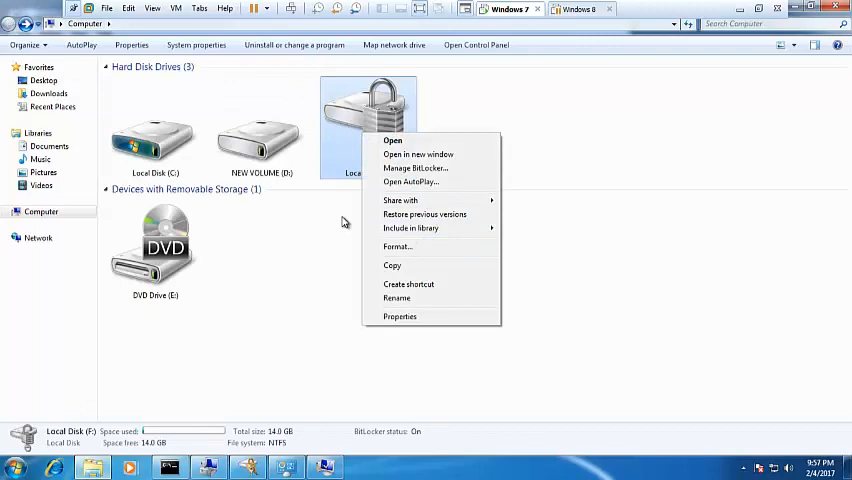 File Edit View VM Tabs Help Windows 7 Windows 8
Computer Search Computer
Organize AutoPlay Properties System properties Uninstall or change a program Map network drive Open Control Panel
Favorites
Desktop
Downloads
Recent Places
Libraries
Documents
Music
Pictures
Videos
Computer
Network
Hard Disk Drives (3)
Local Disk (C:) NEW VOLUME (D:) Loca
Devices with Removable Storage (1)
DVD
DVD Drive (E:)
Open
Open in new window
Manage BitLocker...
Open AutoPlay...
Share with
Restore previous versions
Include in library
Format...
Copy
Create shortcut
Rename
Properties
Local Disk (F:) Space used: Total size: 14.0 GB BitLocker status: On
Local Disk Space free: 14.0 GB File system: NTFS
9:57 PM
2/4/2017